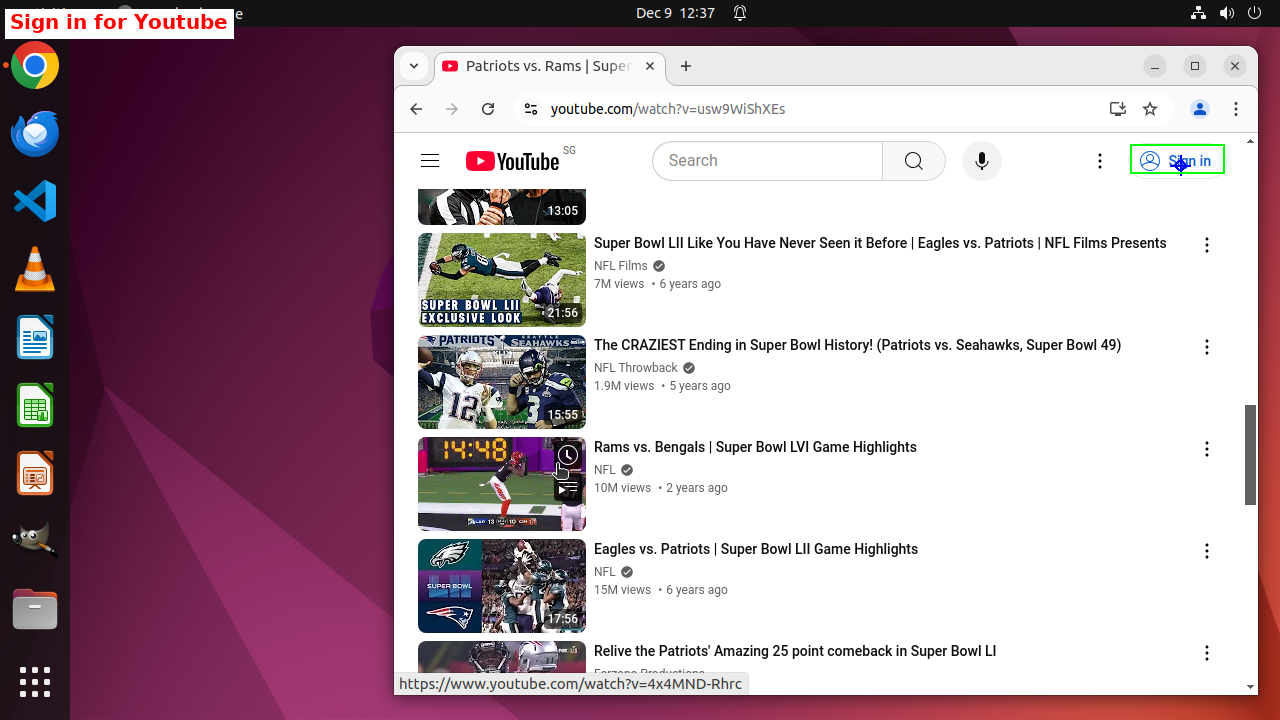 Sign in for Youtube
Dec 9 12:37
Patriots vs. Rams | Super
youtube.com/watch?v=usw9WiShXEs
YouTube SG
Search
Sign in
13:05
Super Bowl LII Like You Have Never Seen it Before | Eagles vs. Patriots | NFL Films Presents
NFL Films
7M views • 6 years ago
SUPER BOWL LII
EXCLUSIVE LOOK
21:56
The CRAZIEST Ending in Super Bowl History! (Patriots vs. Seahawks, Super Bowl 49)
NFL Throwback
1.9M views • 5 years ago
PATRIOTS
SEATTLE
SEAHAWKS
12
3
15:55
Rams vs. Bengals | Super Bowl LVI Game Highlights
NFL
10M views • 2 years ago
14:48
Eagles vs. Patriots | Super Bowl LII Game Highlights
NFL
15M views • 6 years ago
SUPER BOWL
LII
17:56
Relive the Patriots' Amazing 25 point comeback in Super Bowl LI
https://www.youtube.com/watch?v=4x4MND-Rhrc